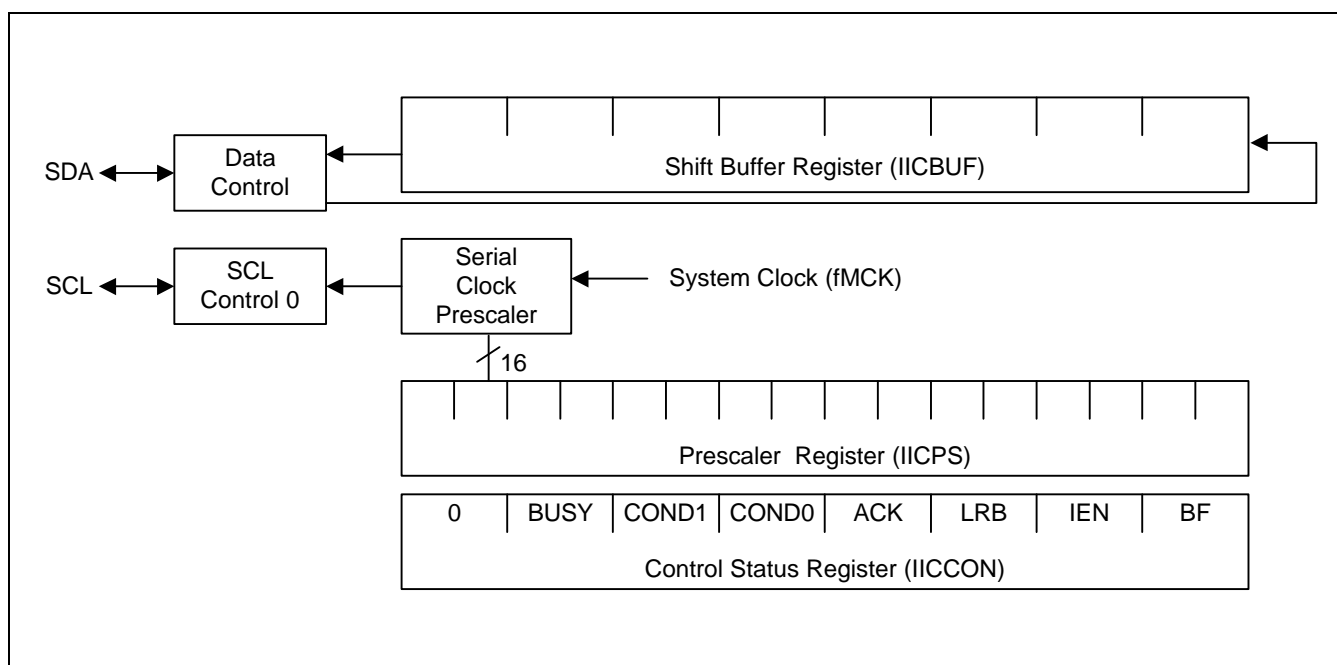 SDA
Data
Control
Shift Buffer Register (IICBUF)
SCL
SCL
Control 0
Serial
Clock
Prescaler
System Clock (fMCK)
16
Prescaler Register (IICPS)
0 BUSY COND1 COND0 ACK LRB IEN BF
Control Status Register (IICCON)